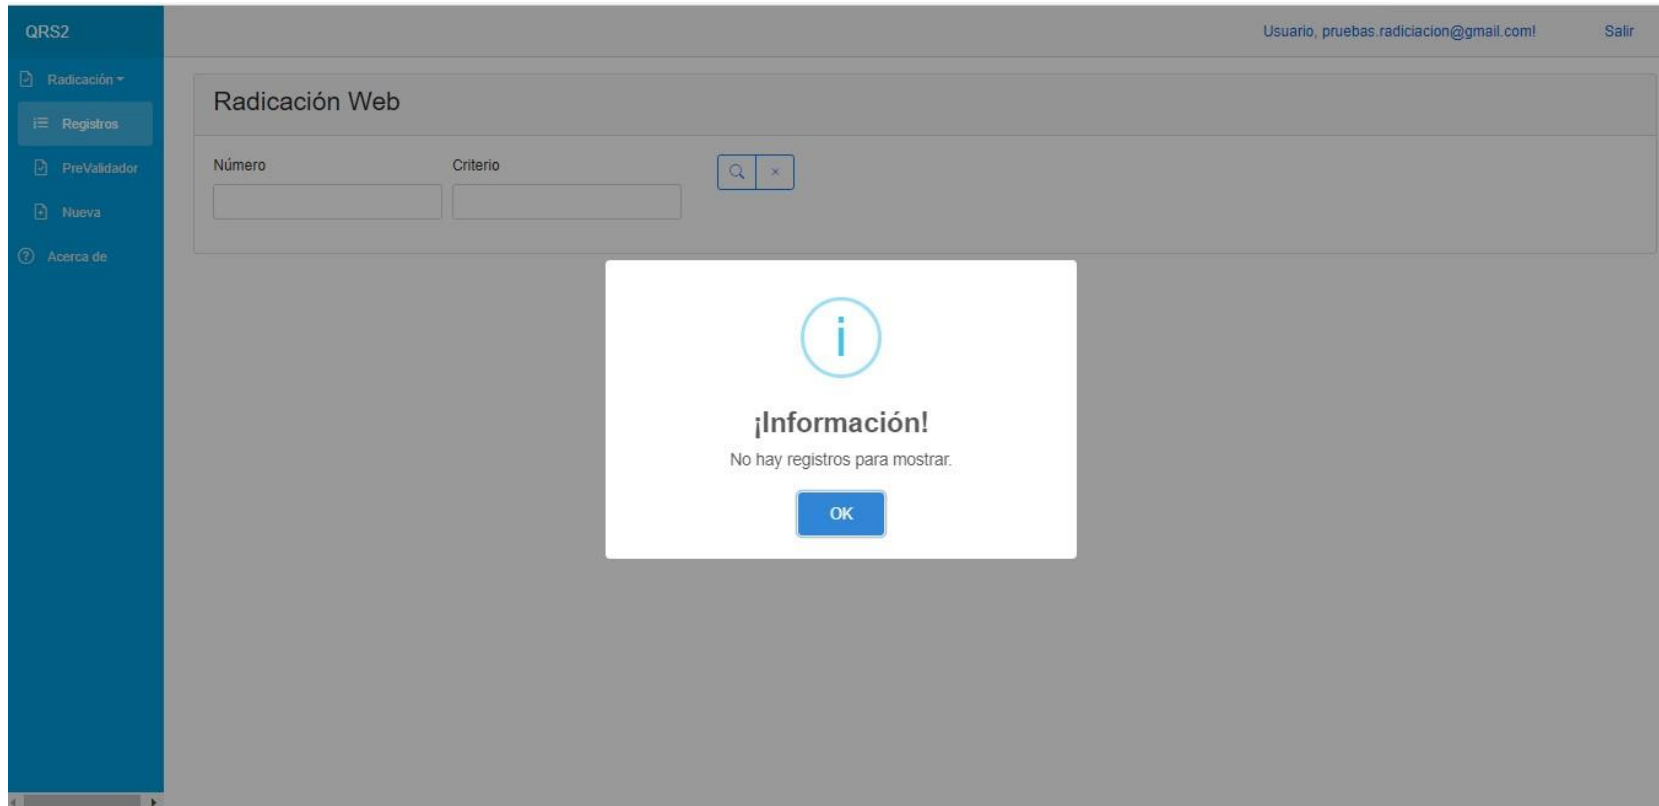 QRS2
Usuario, pruebas.radiciacion@gmail.com!
Salir
Radicación
Registros
PreValidador
Nueva
Acerca de
Radicación Web
Número
Criterio
¡Información!
No hay registros para mostrar.
OK